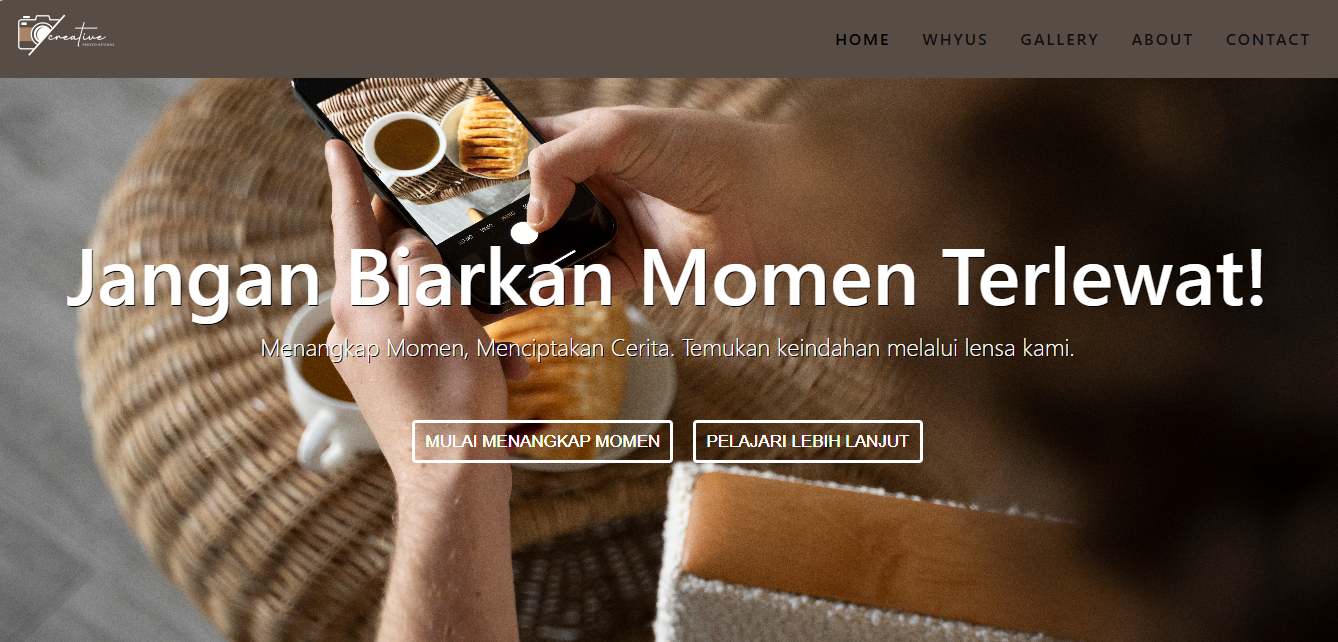 creative
PHOTO STUDIO
HOME WHYUS GALLERY ABOUT CONTACT
Jangan Biarkan Momen Terlewat!
Menangkap Momen, Menciptakan Cerita. Temukan keindahan melalui lensa kami.
MULAI MENANGKAP MOMEN PELAJARI LEBIH LANJUT